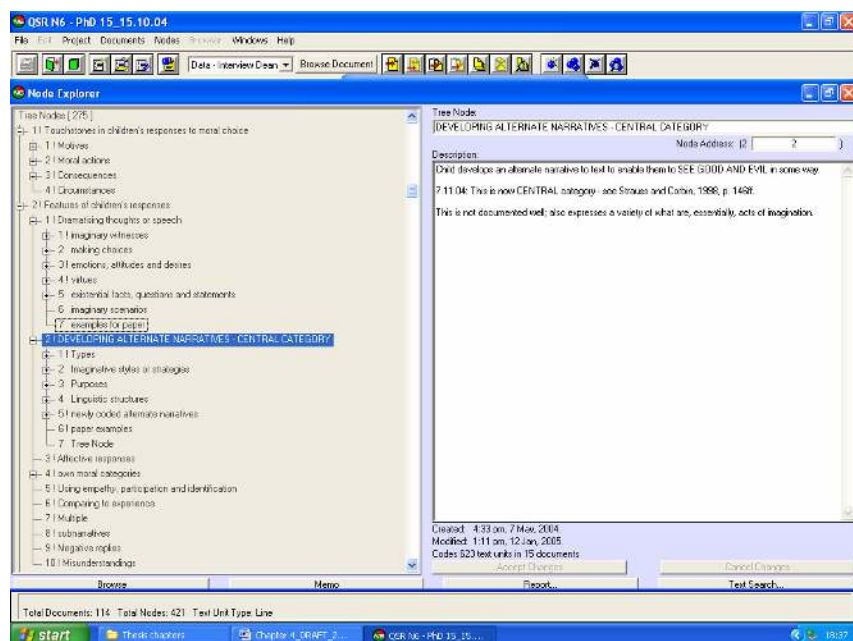 QSR N6 - PhD 15_15.10.04
File Edit Project Documents Nodes Browser Windows Help
Data - Interview Dean Browse Document
Node Explorer
Tree Nodes [275]
1 ! Touchstones in children's responses to moral choice
1 ! Motives
2 ! Moral actions
3 ! Consequences
4 ! Circumstances
2 ! Features of children's responses
1 ! Dramatising thoughts or speech
1 ! imaginary witnesses
2 making choices
3 ! emotions, attitudes and desires
4 ! virtues
5 existential facts, questions and statements
6 imaginary scenarios
7 examples for paper
2 ! DEVELOPING ALTERNATE NARRATIVES - CENTRAL CATEGORY
1 ! Types
2 Imaginative styles or strategies
3 Purposes
4 Linguistic structures
5 ! newly coded alternate narratives
6 ! paper examples
7 Tree Node
3 ! Affective responses
4 ! own moral categories
5 ! Using empathy, participation and identification
6 ! Comparing to experience
7 ! Multiple
8 ! subnarratives
9 ! Negative replies
10 ! Misunderstandings
Browse Memo
Tree Node:
DEVELOPING ALTERNATE NARRATIVES - CENTRAL CATEGORY
Node Address: (2 2 )
Description:
Child develops an alternate narrative to text to enable them to SEE GOOD AND EVIL in some way.
7.11.04: This is now CENTRAL category - see Strauss and Corbin, 1998, p. 146ff.
This is not documented well; also expresses a variety of what are, essentially, acts of imagination.
Created: 4:33 pm, 7 May, 2004.
Modified: 1:11 pm, 12 Jan, 2005.
Codes 623 text units in 15 documents
Accept Changes Cancel Changes
Report... Text Search...
Total Documents: 114 Total Nodes: 421 Text Unit Type: Line
start Thesis chapters Chapter 4_DRAFT_2... QSR N6 - PhD 15_15.... 18:37